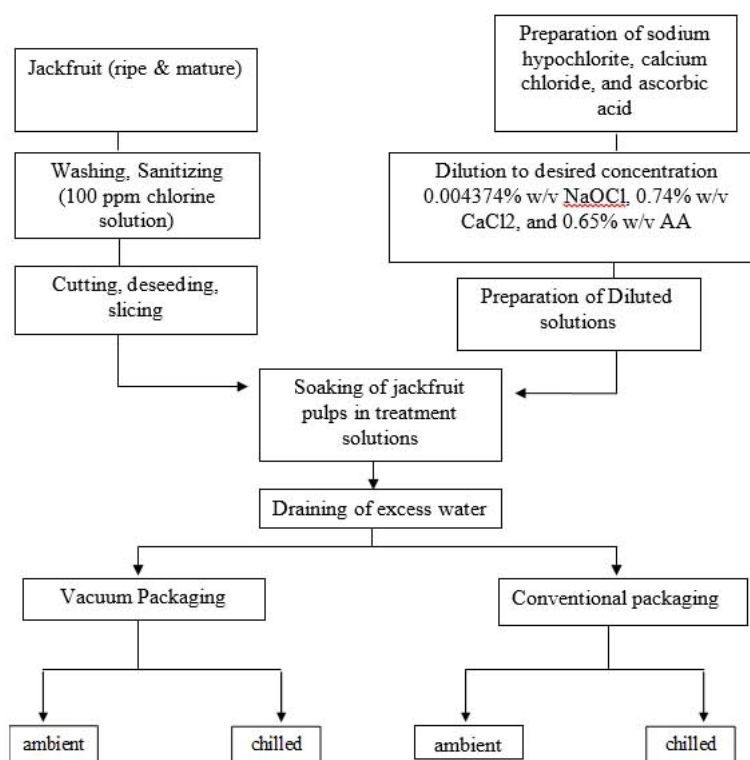 Jackfruit (ripe & mature)
Washing, Sanitizing
(100 ppm chlorine
solution)
Cutting, deseeding,
slicing
Preparation of sodium
hypochlorite, calcium
chloride, and ascorbic
acid
Dilution to desired concentration
0.004374% w/v NaOCl, 0.74% w/v
CaCl2, and 0.65% w/v AA
Preparation of Diluted
solutions
Soaking of jackfruit
pulps in treatment
solutions
Draining of excess water
Vacuum Packaging
Conventional packaging
ambient
chilled
ambient
chilled